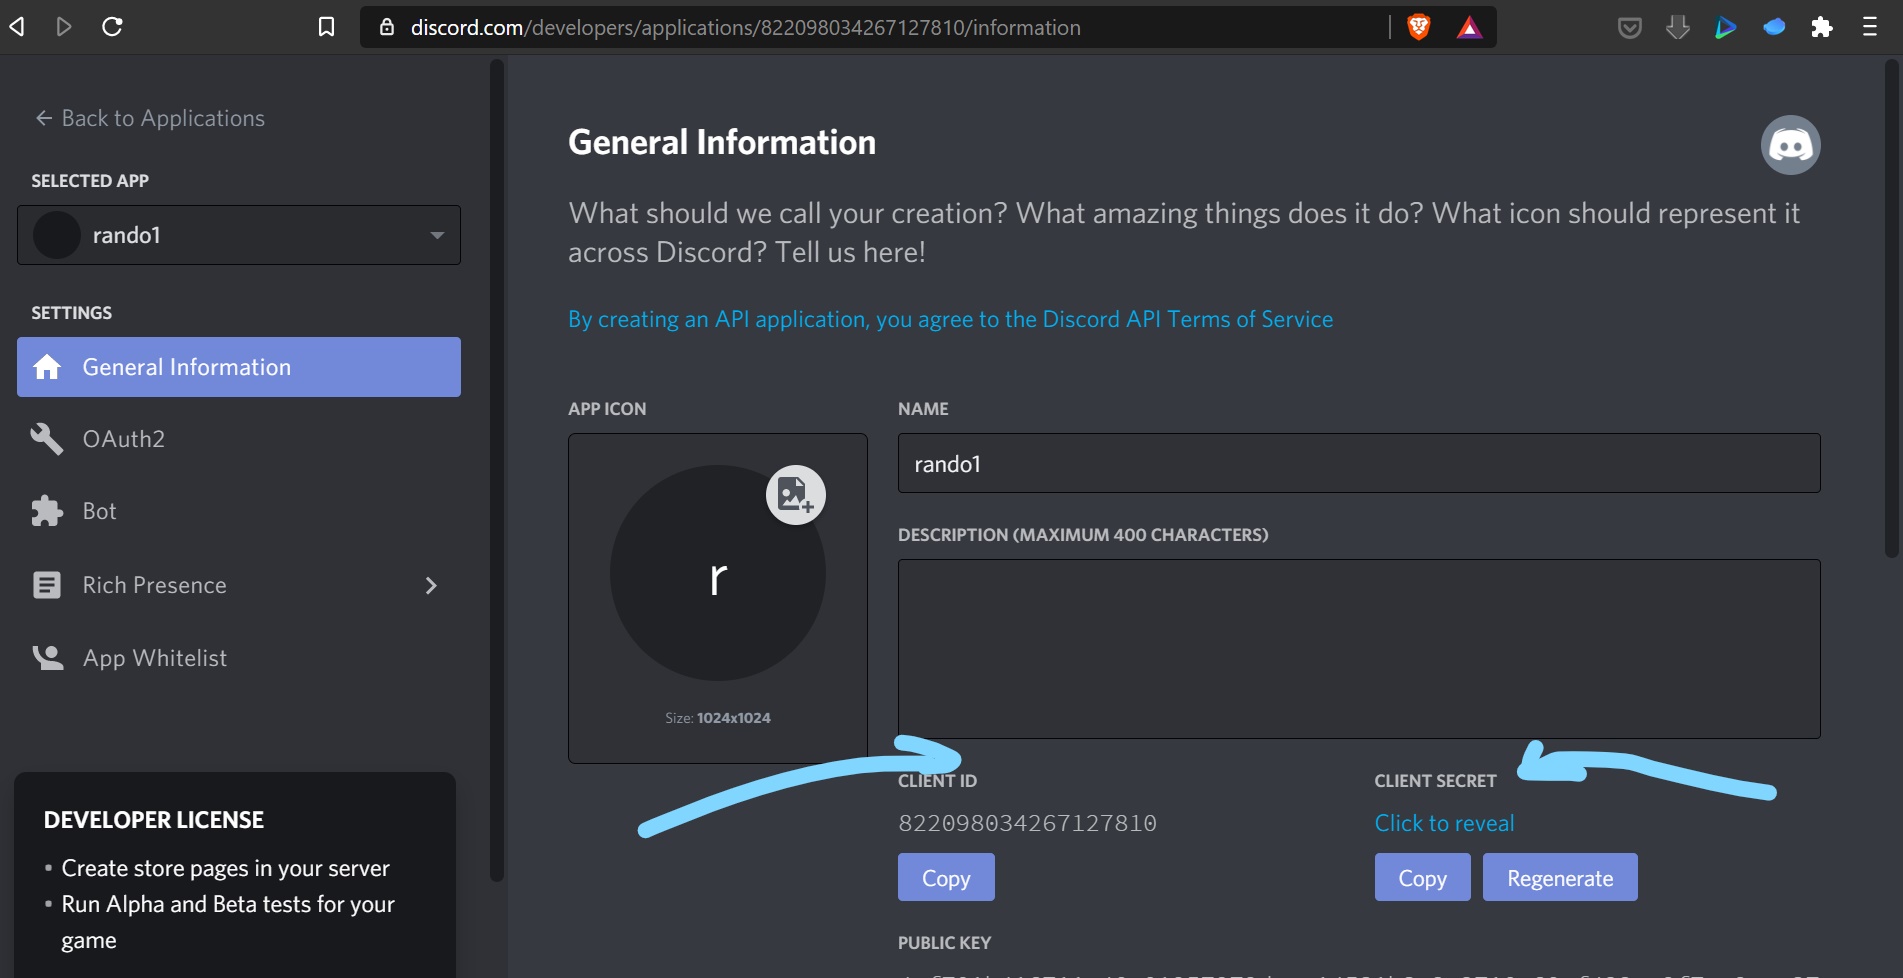 discord.com/developers/applications/822098034267127810/information
← Back to Applications
SELECTED APP
rando1
SETTINGS
General Information
OAuth2
Bot
Rich Presence
App Whitelist
DEVELOPER LICENSE
• Create store pages in your server
• Run Alpha and Beta tests for your
game
General Information
What should we call your creation? What amazing things does it do? What icon should represent it
across Discord? Tell us here!
By creating an API application, you agree to the Discord API Terms of Service
APP ICON
r
Size: 1024x1024
NAME
rando1
DESCRIPTION (MAXIMUM 400 CHARACTERS)
CLIENT ID
822098034267127810
Copy
CLIENT SECRET
Click to reveal
Copy
Regenerate
PUBLIC KEY